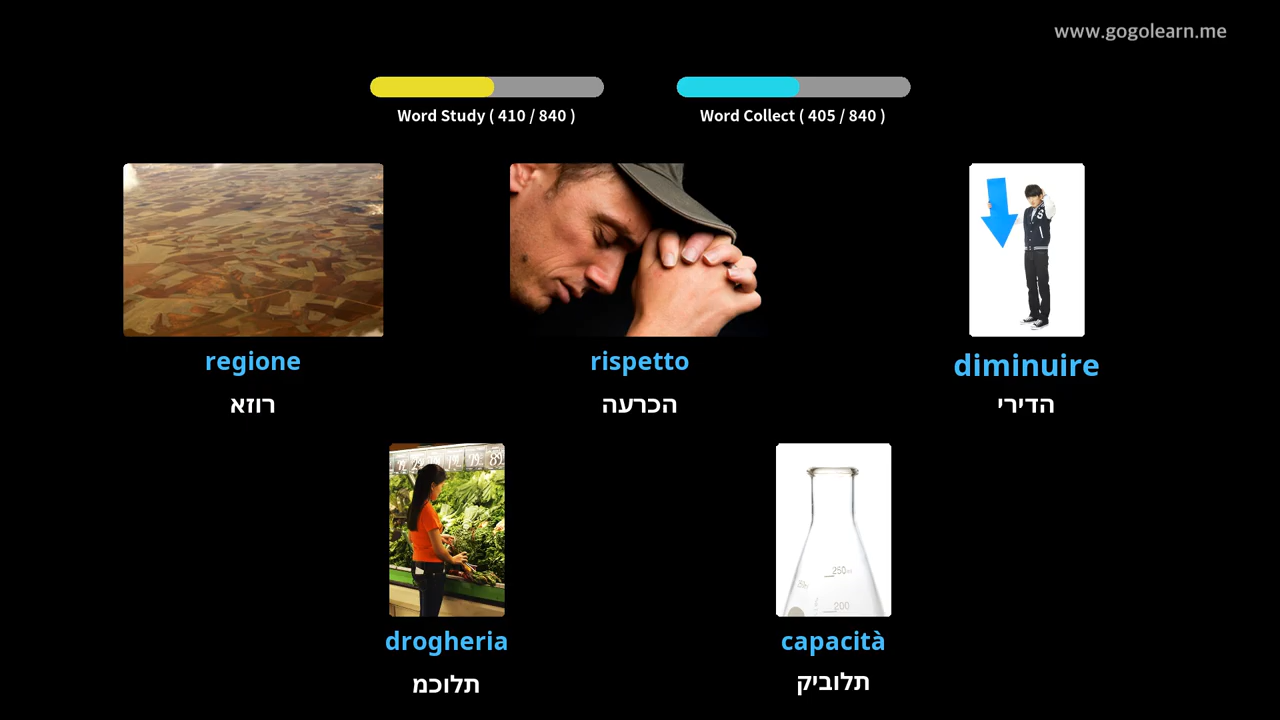 www.gogolearn.me
Word Study ( 410 / 840 )
Word Collect ( 405 / 840 )
regione
רוזא
rispetto
הכרעה
diminuire
הדירי
drogheria
תלוכמ
capacità
תלוביק